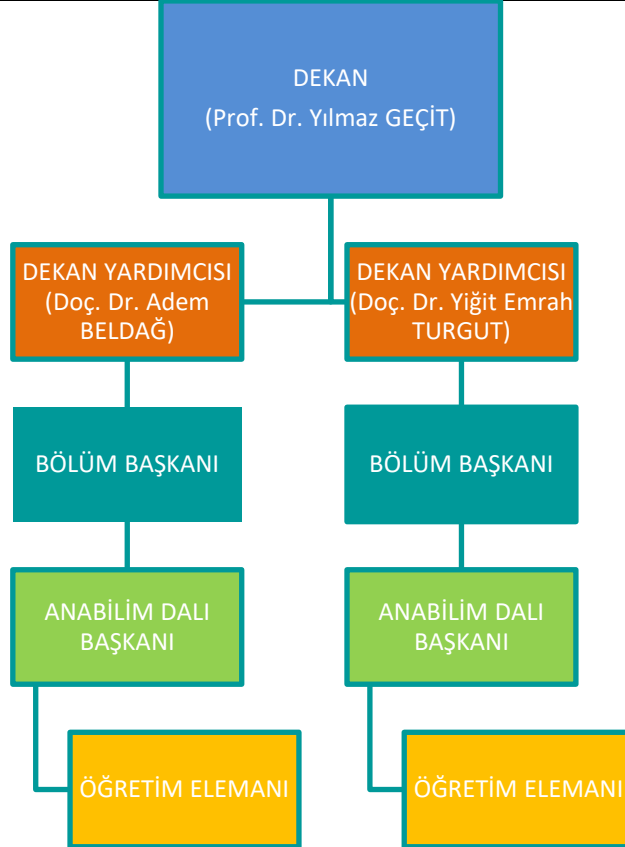 DEKAN
(Prof. Dr. Yılmaz GEÇİT)
DEKAN YARDIMCISI
(Doç. Dr. Adem
BELDAĞ)
DEKAN YARDIMCISI
(Doç. Dr. Yiğit Emrah
TURGUT)
BÖLÜM BAŞKANI
BÖLÜM BAŞKANI
ANABİLİM DALI
BAŞKANI
ANABİLİM DALI
BAŞKANI
ÖĞRETİM ELEMANI
ÖĞRETİM ELEMANI